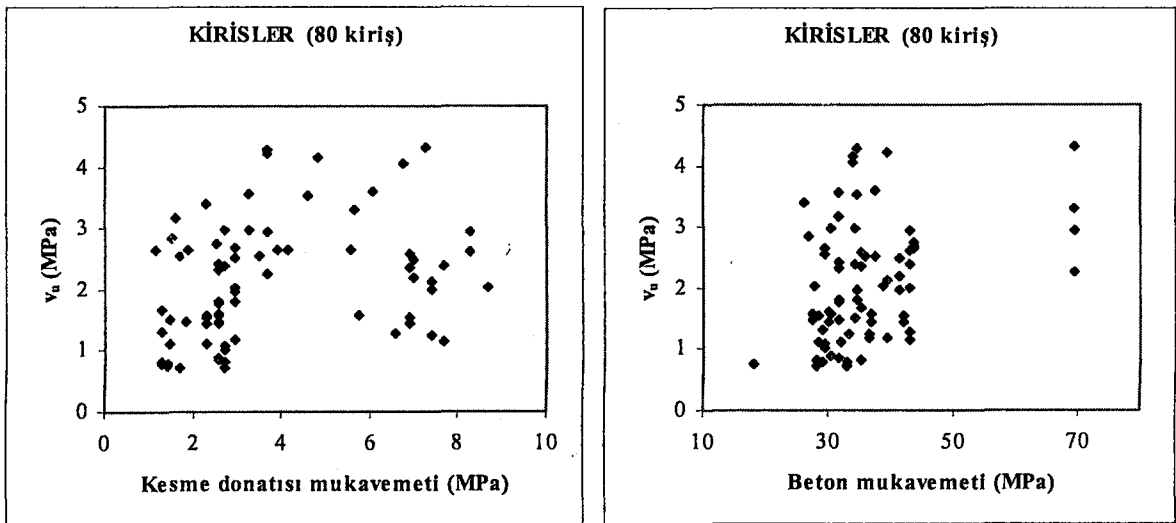 KİRİSLER (80 kiriş)
5
4
3
2
1
0
v_u (MPa)
0 2 4 6 8 10
Kesme donatısı mukavemeti (MPa)
KİRİSLER (80 kiriş)
5
4
3
2
1
0
v_u (MPa)
10 30 50 70
Beton mukavemeti (MPa)